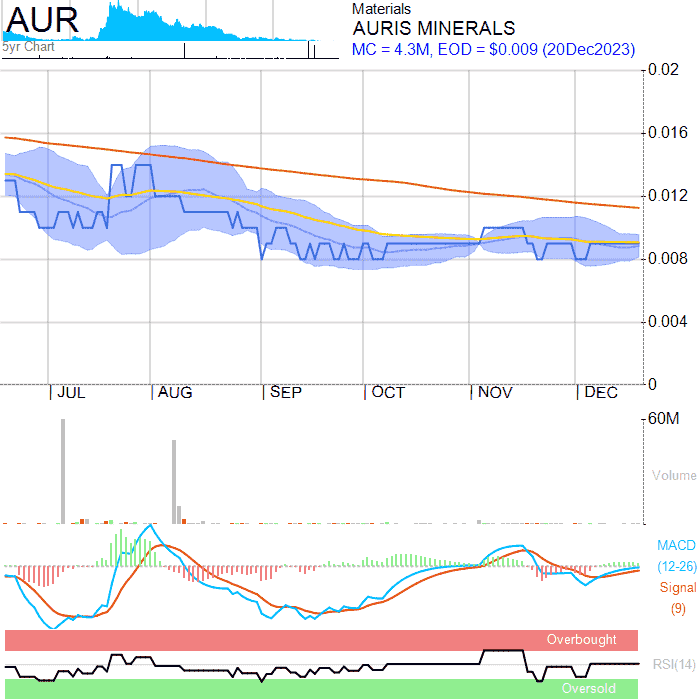 AUR
5yr Chart
Materials
AURIS MINERALS
MC = 4.3M, EOD = $0.009 (20Dec2023)
0.02
0.016
0.012
0.008
0.004
0
JUL AUG SEP OCT NOV DEC
60M
Volume
MACD
(12-26)
Signal
(9)
Overbought
RSI(14)
Oversold